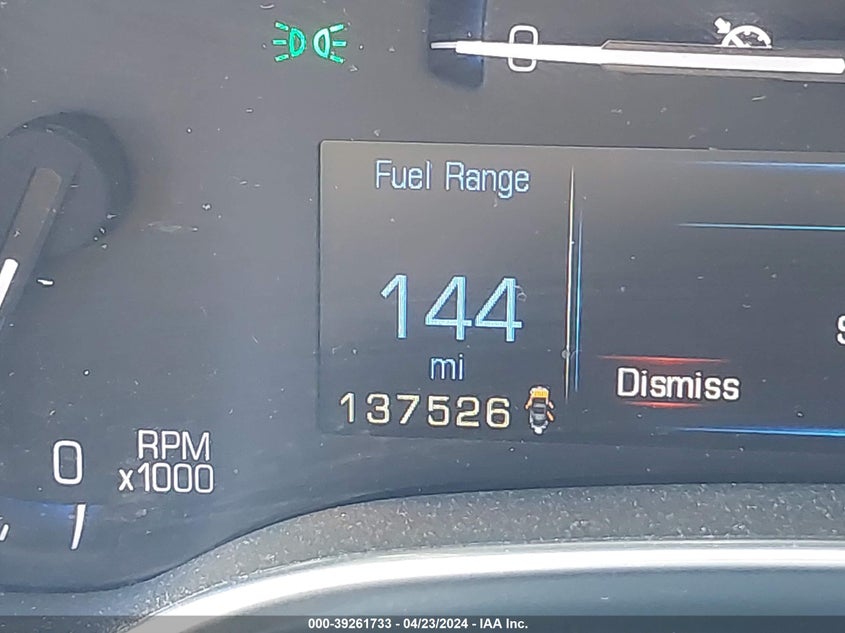 0
Fuel Range
144
mi
137526
Dismiss
0
RPM
x1000
000-39261733 - 04/23/2024 - IAA Inc.